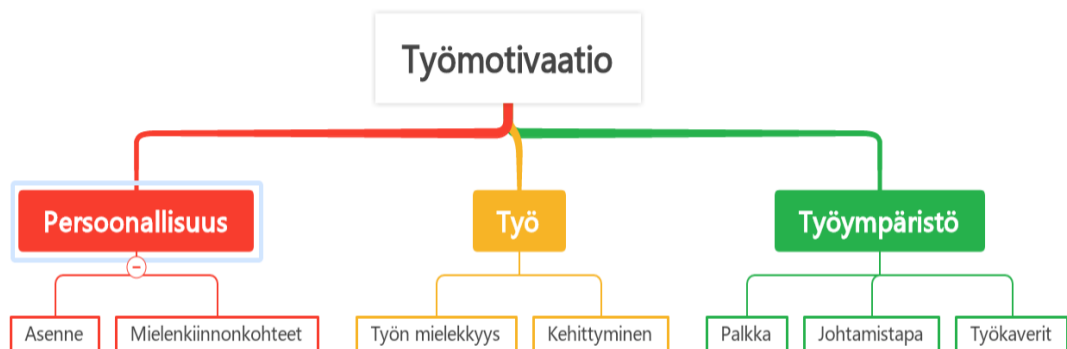 Työmotivaatio
Persoonallisuus
Työ
Työympäristö
Asenne
Mielenkiinnonkohteet
Työn mielekkyys
Kehittyminen
Palkka
Johtamistapa
Työkaverit